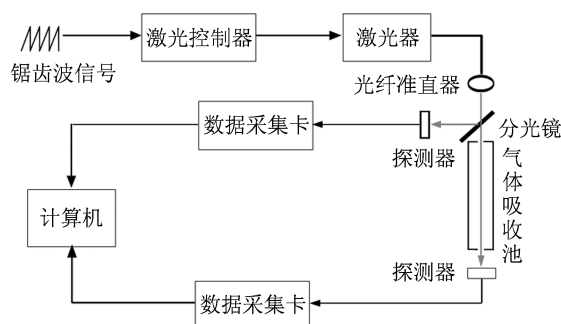 锯齿波信号
激光控制器
激光器
光纤准直器
分光镜
数据采集卡
探测器
气体吸收池
计算机
探测器
数据采集卡